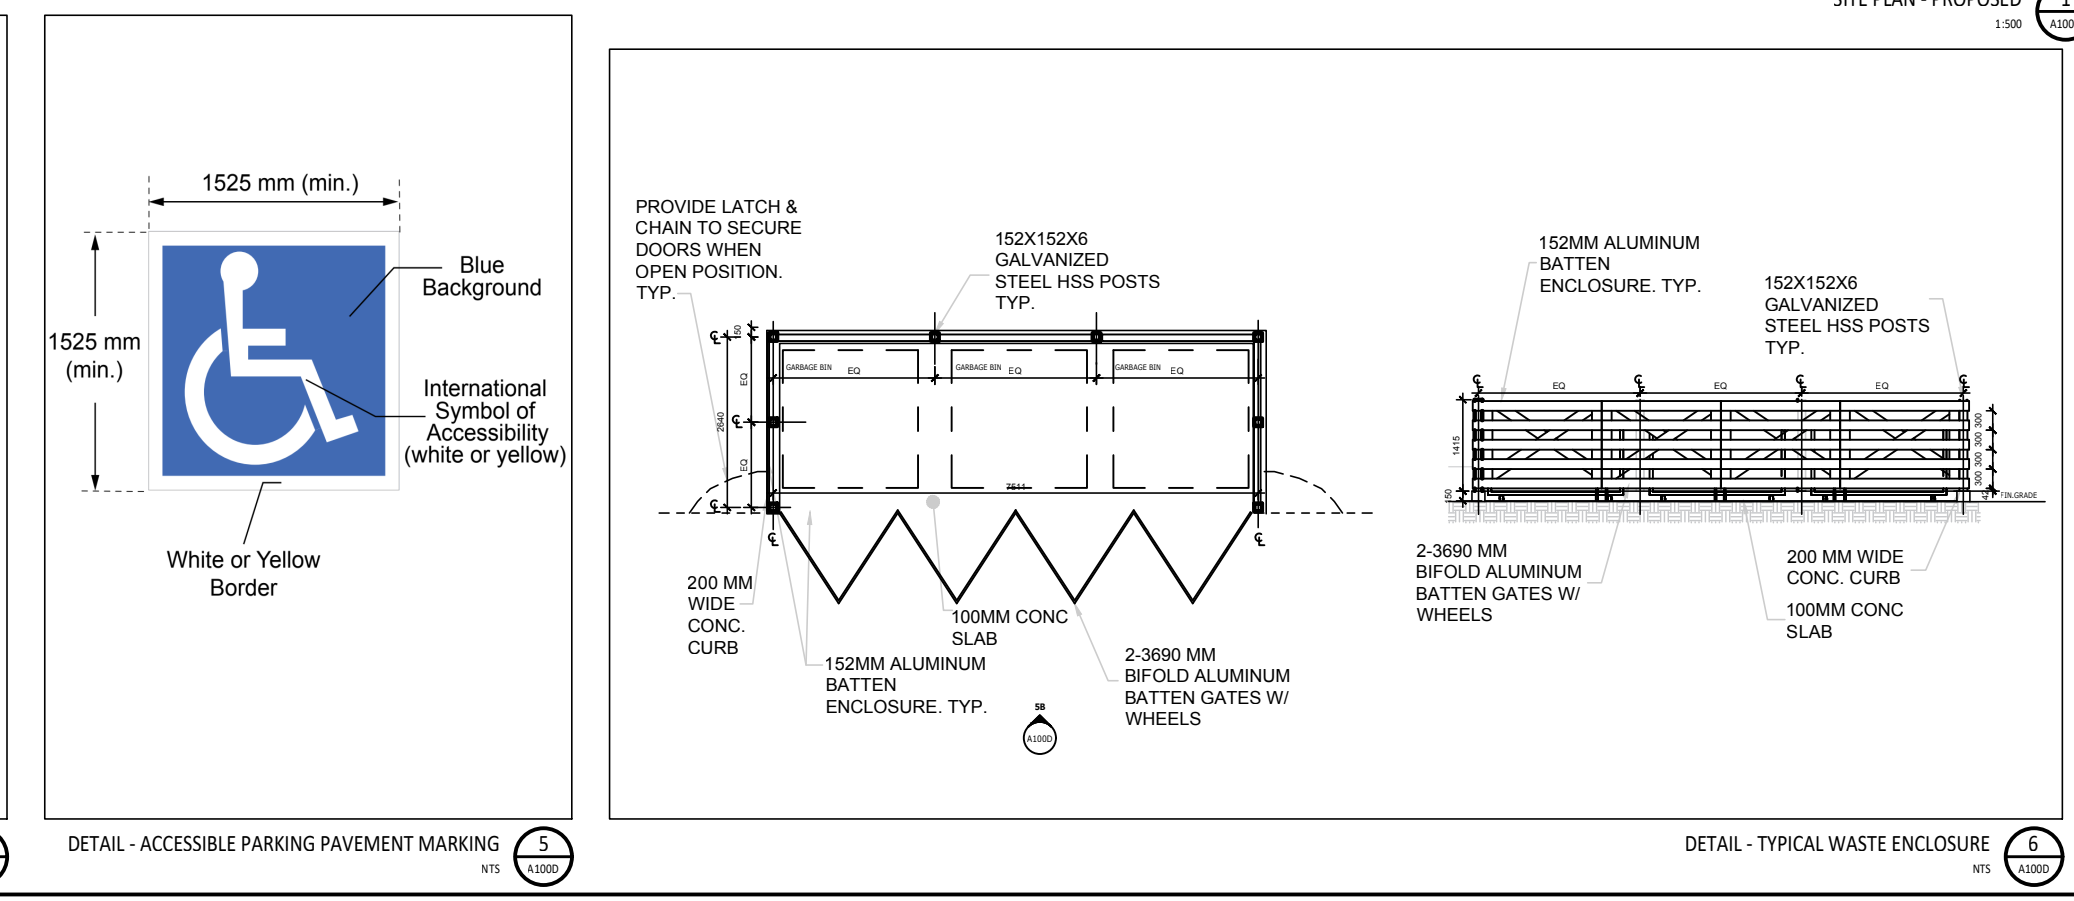 SITE PLAN - PROPOSED
1:500
1
A100
1525 mm (min.)
1525 mm
(min.)
Blue
Background
International
Symbol of
Accessibility
(white or yellow)
White or Yellow
Border
DETAIL - ACCESSIBLE PARKING PAVEMENT MARKING
NTS
5
A100D
PROVIDE LATCH &
CHAIN TO SECURE
DOORS WHEN
OPEN POSITION.
TYP.
152X152X6
GALVANIZED
STEEL HSS POSTS
TYP.
50
EQ
EQ
2640
GARBAGE BIN
EQ
GARBAGE BIN
EQ
GARBAGE BIN
EQ
7511
200 MM
WIDE
CONC.
CURB
100MM CONC
SLAB
152MM ALUMINUM
BATTEN
ENCLOSURE. TYP.
2-3690 MM
BIFOLD ALUMINUM
BATTEN GATES W/
WHEELS
5B
A100D
152MM ALUMINUM
BATTEN
ENCLOSURE. TYP.
152X152X6
GALVANIZED
STEEL HSS POSTS
TYP.
EQ
EQ
EQ
1415
50
300
300
300
300
42
FIN.GRADE
2-3690 MM
BIFOLD ALUMINUM
BATTEN GATES W/
WHEELS
200 MM WIDE
CONC. CURB
100MM CONC
SLAB
DETAIL - TYPICAL WASTE ENCLOSURE
NTS
6
A100D